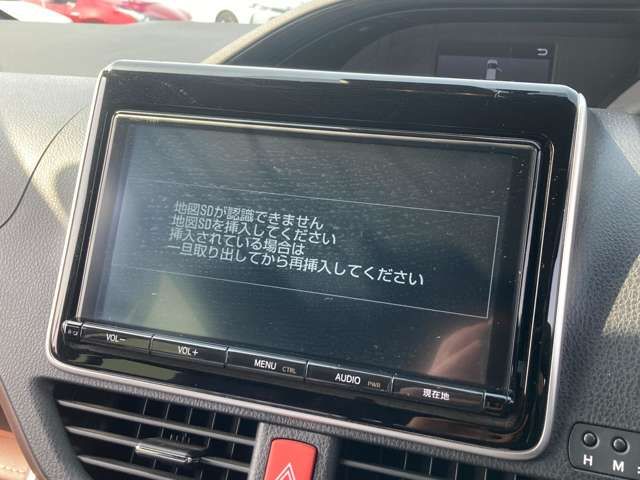 地図SDが認識できません
地図SDを挿入してください
挿入されている場合は
一旦取り出してから再挿入してください
VOL−
VOL+
MENU CTRL
AUDIO PWR
現在地
H
M